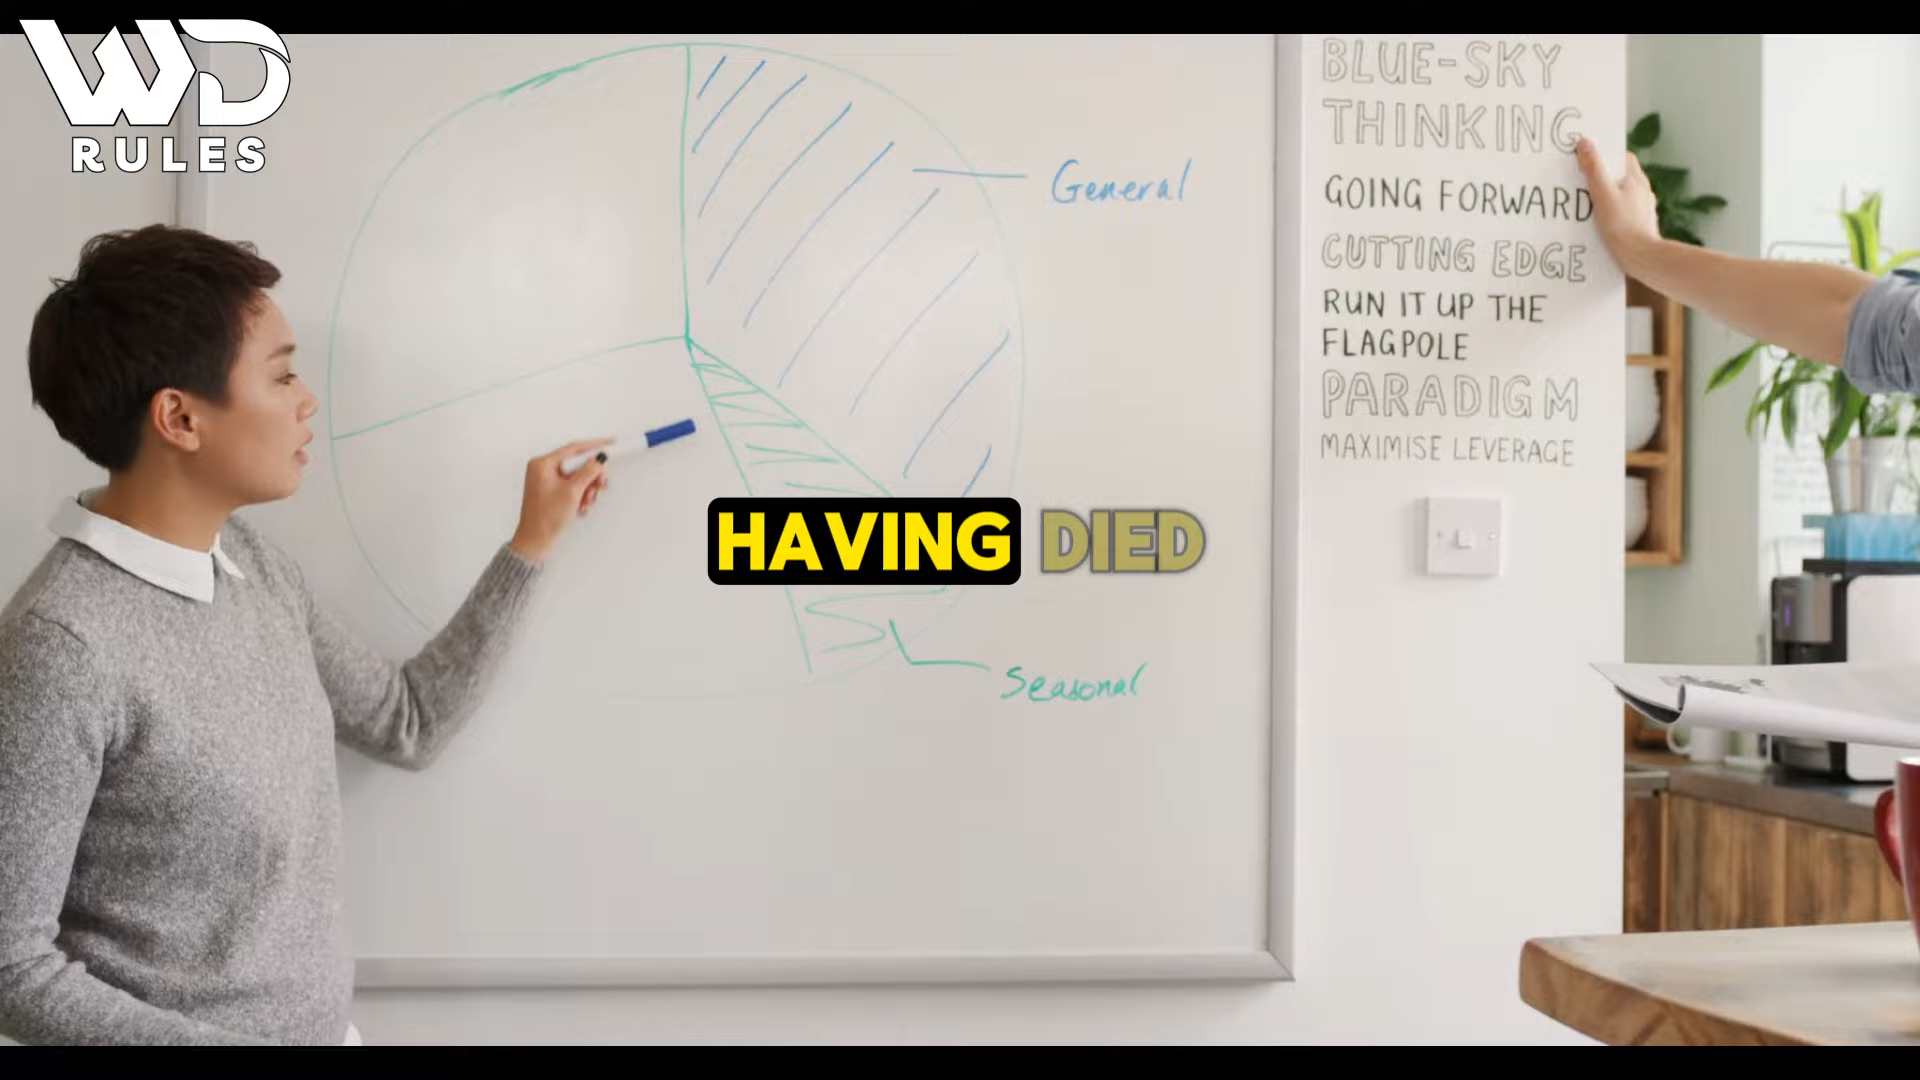 WD
RULES
General
BLUE-SKY
THINKING
GOING FORWARD
CUTTING EDGE
RUN IT UP THE
FLAGPOLE
PARADIGM
MAXIMISE LEVERAGE
HAVING DIED
Seasonal